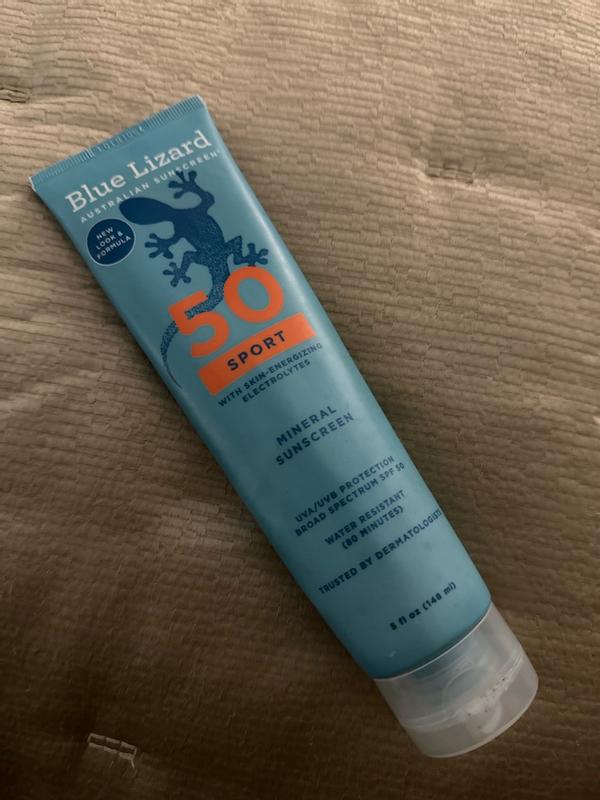 Blue Lizard
AUSTRALIAN SUNSCREEN
NEW
LOOK &
FORMULA
50
SPORT
WITH SKIN-ENERGIZING
ELECTROLYTES
MINERAL
SUNSCREEN
UVA/UVB PROTECTION
BROAD SPECTRUM SPF 50
WATER RESISTANT
(80 MINUTES)
TRUSTED BY DERMATOLOGISTS
5 fl oz (148 ml)